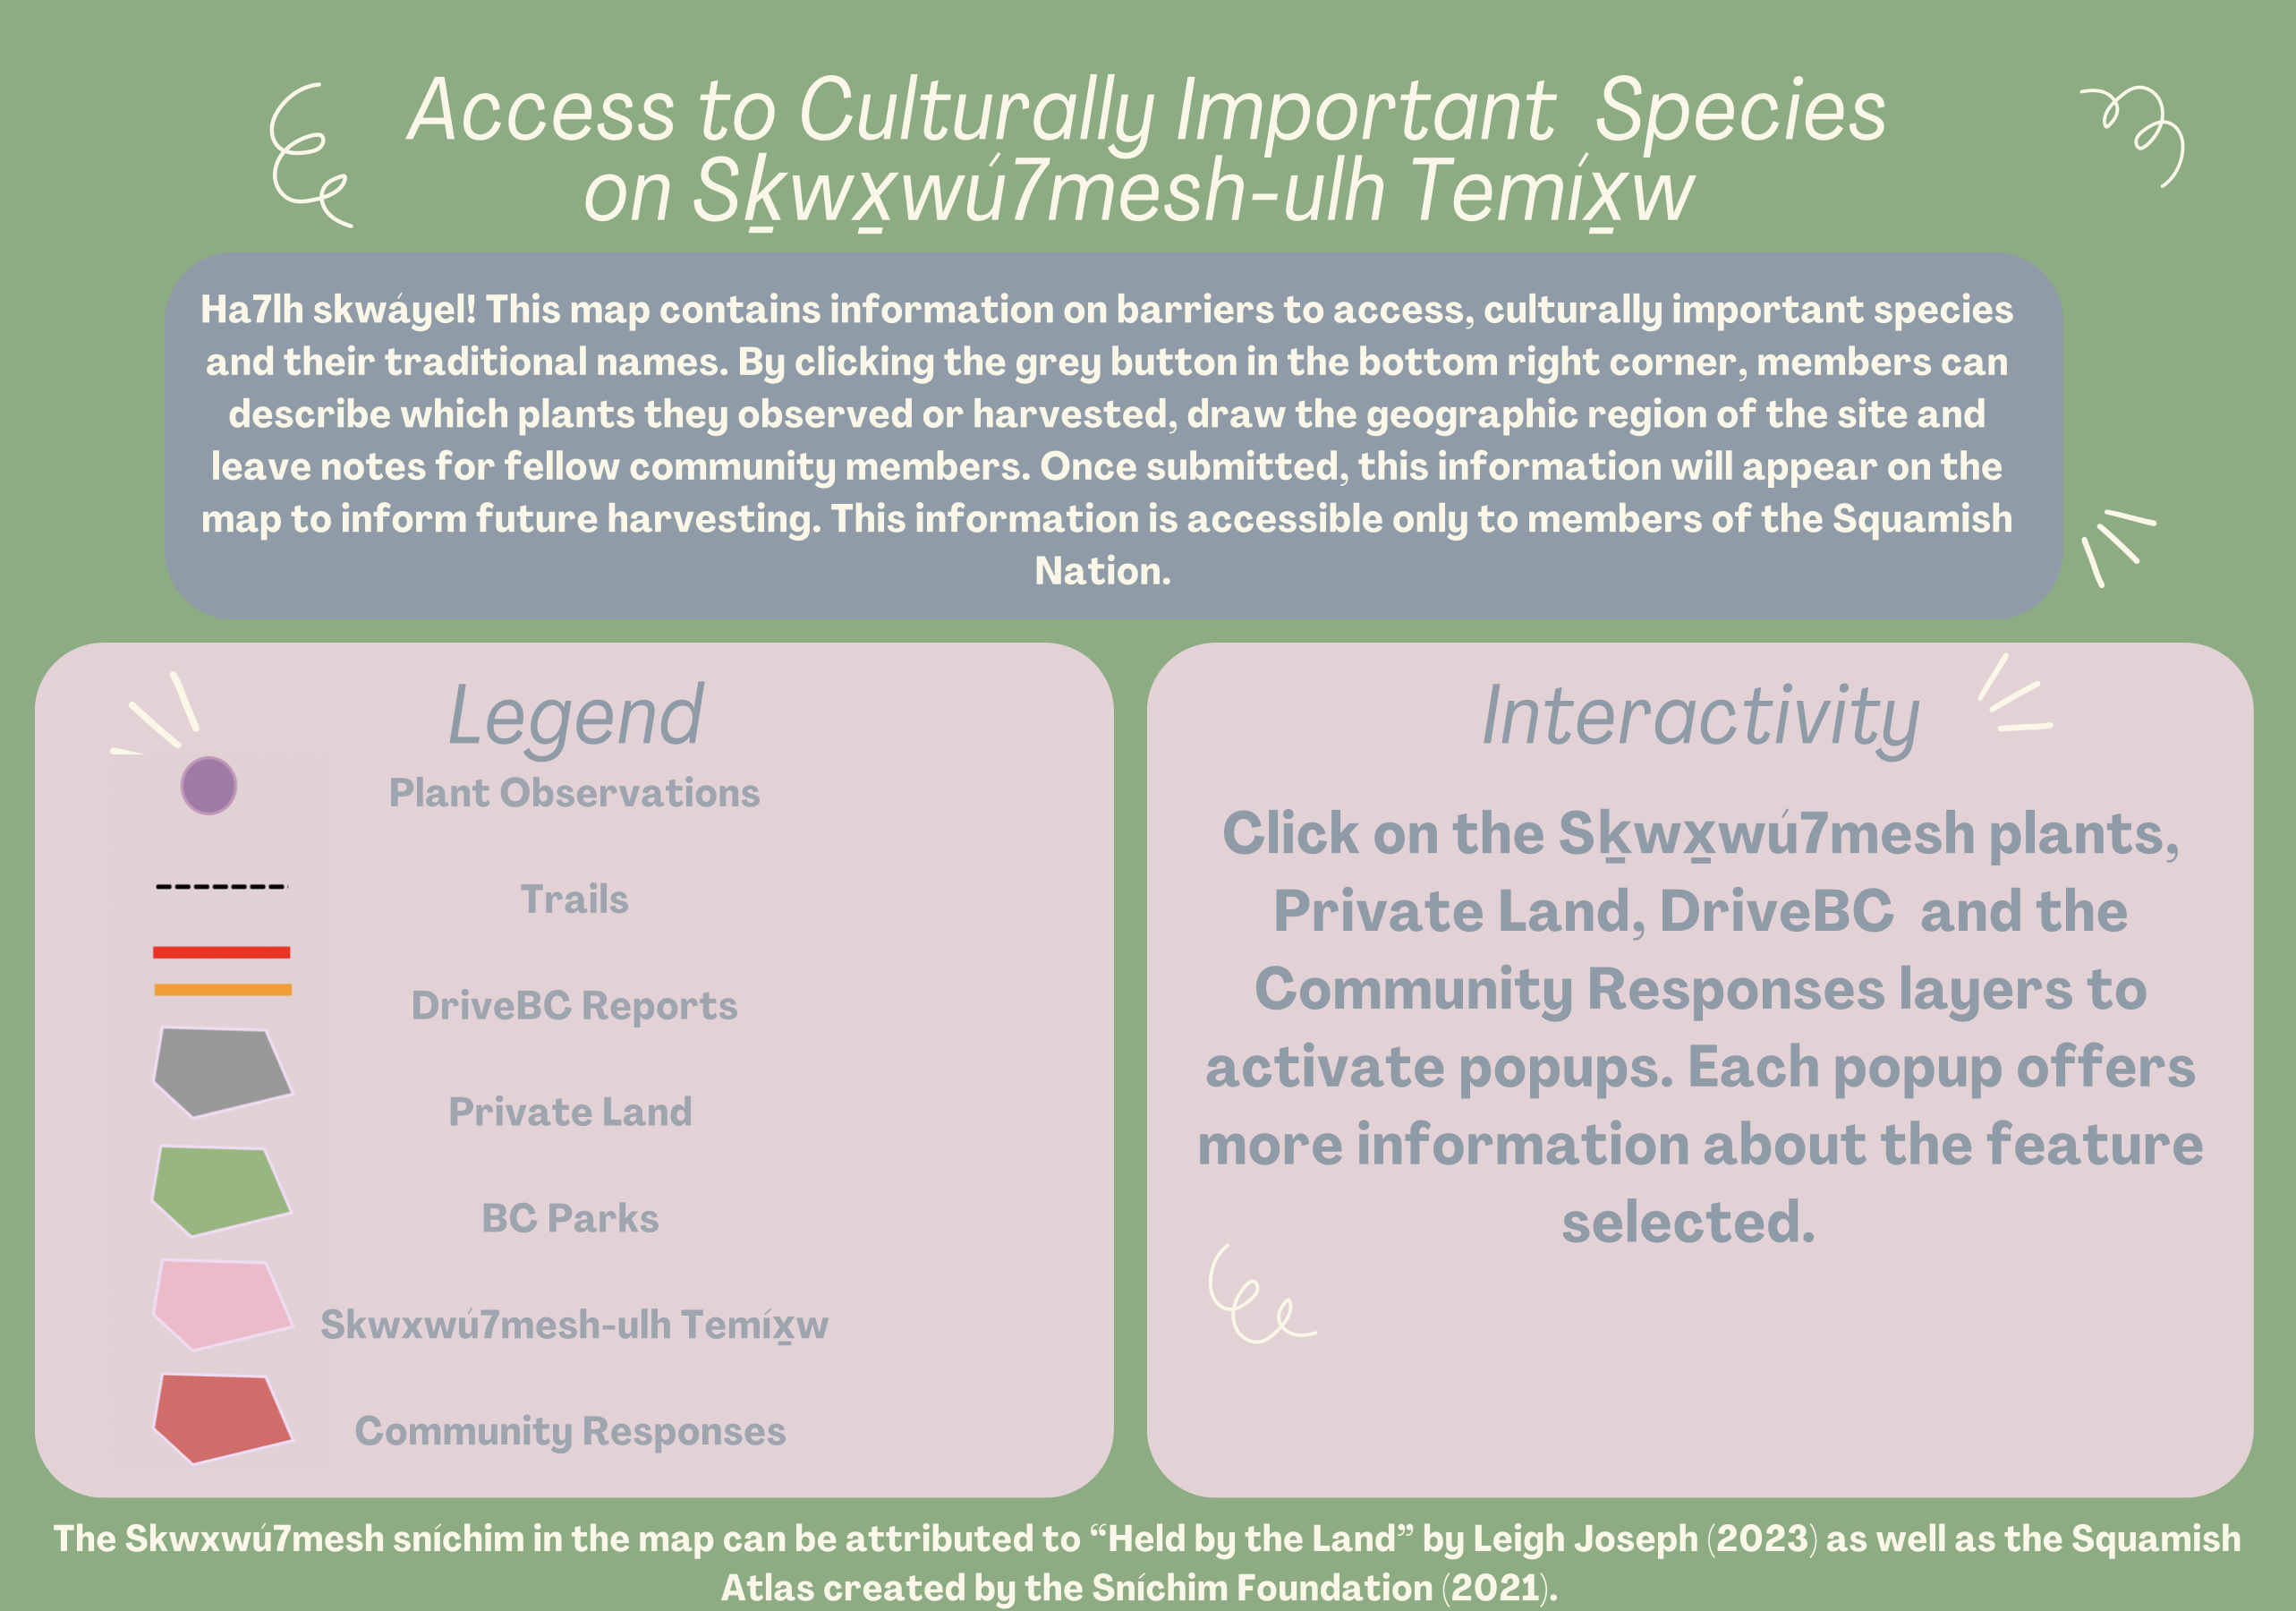 Access to Culturally Important Species
on Sḵwx̱wú7mesh-ulh Temíx̱w
Ha7lh skwáyel! This map contains information on barriers to access, culturally important species
and their traditional names. By clicking the grey button in the bottom right corner, members can
describe which plants they observed or harvested, draw the geographic region of the site and
leave notes for fellow community members. Once submitted, this information will appear on the
map to inform future harvesting. This information is accessible only to members of the Squamish
Nation.
Legend
Plant Observations
Trails
DriveBC Reports
Private Land
BC Parks
Skwxwú7mesh-ulh Temíx̱w
Community Responses
Interactivity
Click on the Sḵwx̱wú7mesh plants,
Private Land, DriveBC and the
Community Responses layers to
activate popups. Each popup offers
more information about the feature
selected.
The Skwxwú7mesh sníchim in the map can be attributed to “Held by the Land” by Leigh Joseph (2023) as well as the Squamish
Atlas created by the Sníchim Foundation (2021).